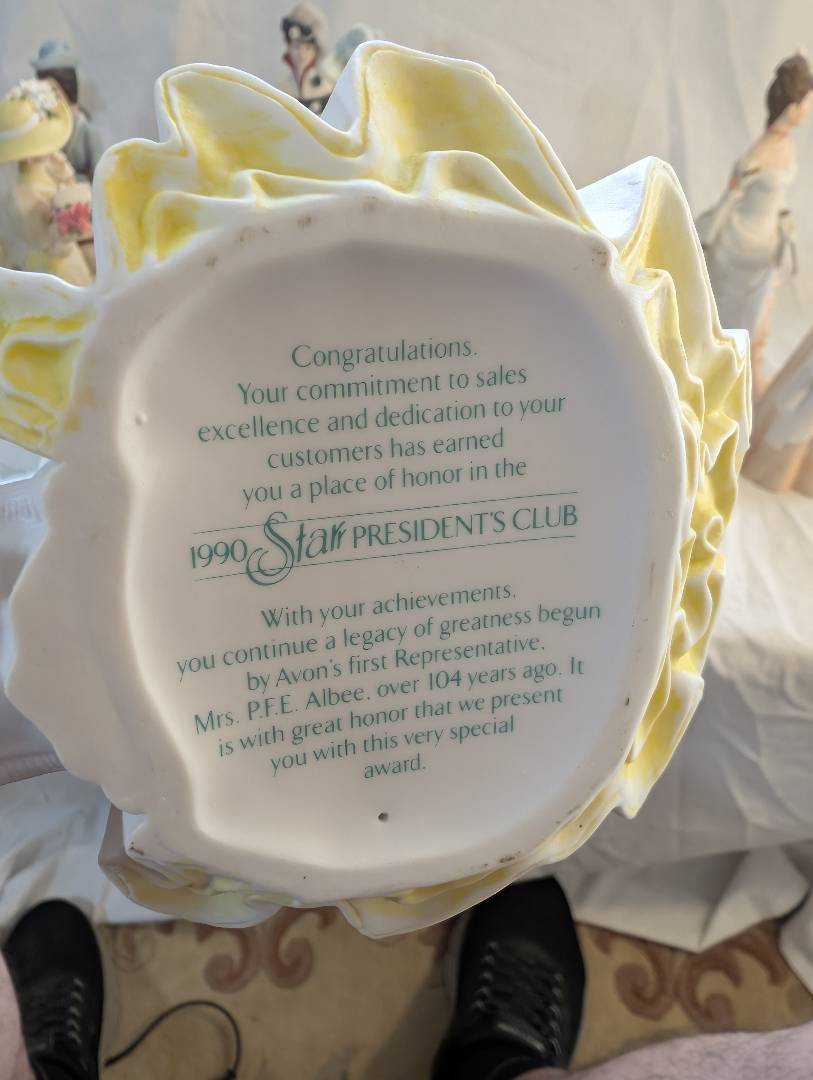 Congratulations.
Your commitment to sales
excellence and dedication to your
customers has earned
you a place of honor in the
1990 Starr PRESIDENT'S CLUB
With your achievements,
you continue a legacy of greatness begun
by Avon's first Representative,
Mrs. P.F.E. Albee, over 104 years ago. It
is with great honor that we present
you with this very special
award.